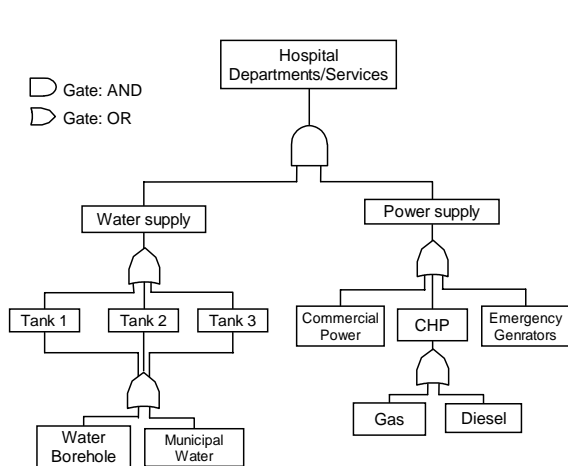 Hospital
Departments/Services
Gate: AND
Gate: OR
Water supply
Power supply
Tank 1
Tank 2
Tank 3
Commercial
Power
CHP
Emergency
Genrators
Gas
Diesel
Water
Borehole
Municipal
Water